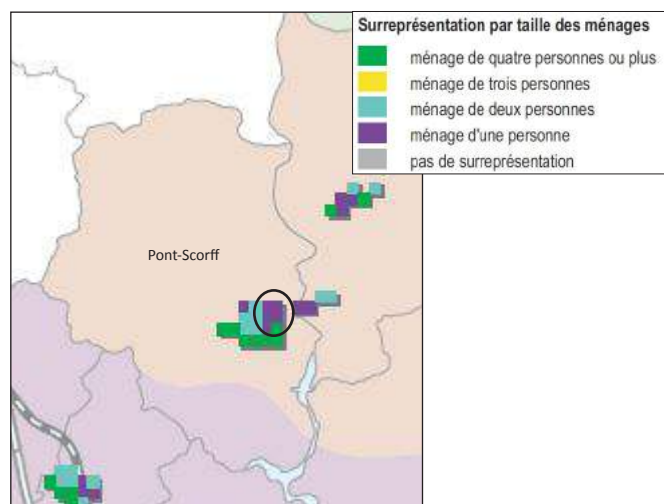 Surreprésentation par taille des ménages
ménage de quatre personnes ou plus
ménage de trois personnes
ménage de deux personnes
ménage d'une personne
pas de surreprésentation
Pont-Scorff